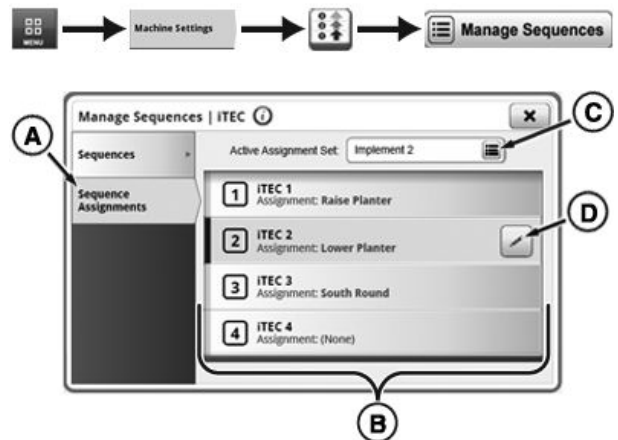 MENU
Machine Settings
Manage Sequences
Manage Sequences | iTEC i
Sequences
Active Assignment Set: Implement 2
Sequence
Assignments
1 iTEC 1
Assignment: Raise Planter
2 iTEC 2
Assignment: Lower Planter
3 iTEC 3
Assignment: South Round
4 iTEC 4
Assignment: (None)
A
C
D
B